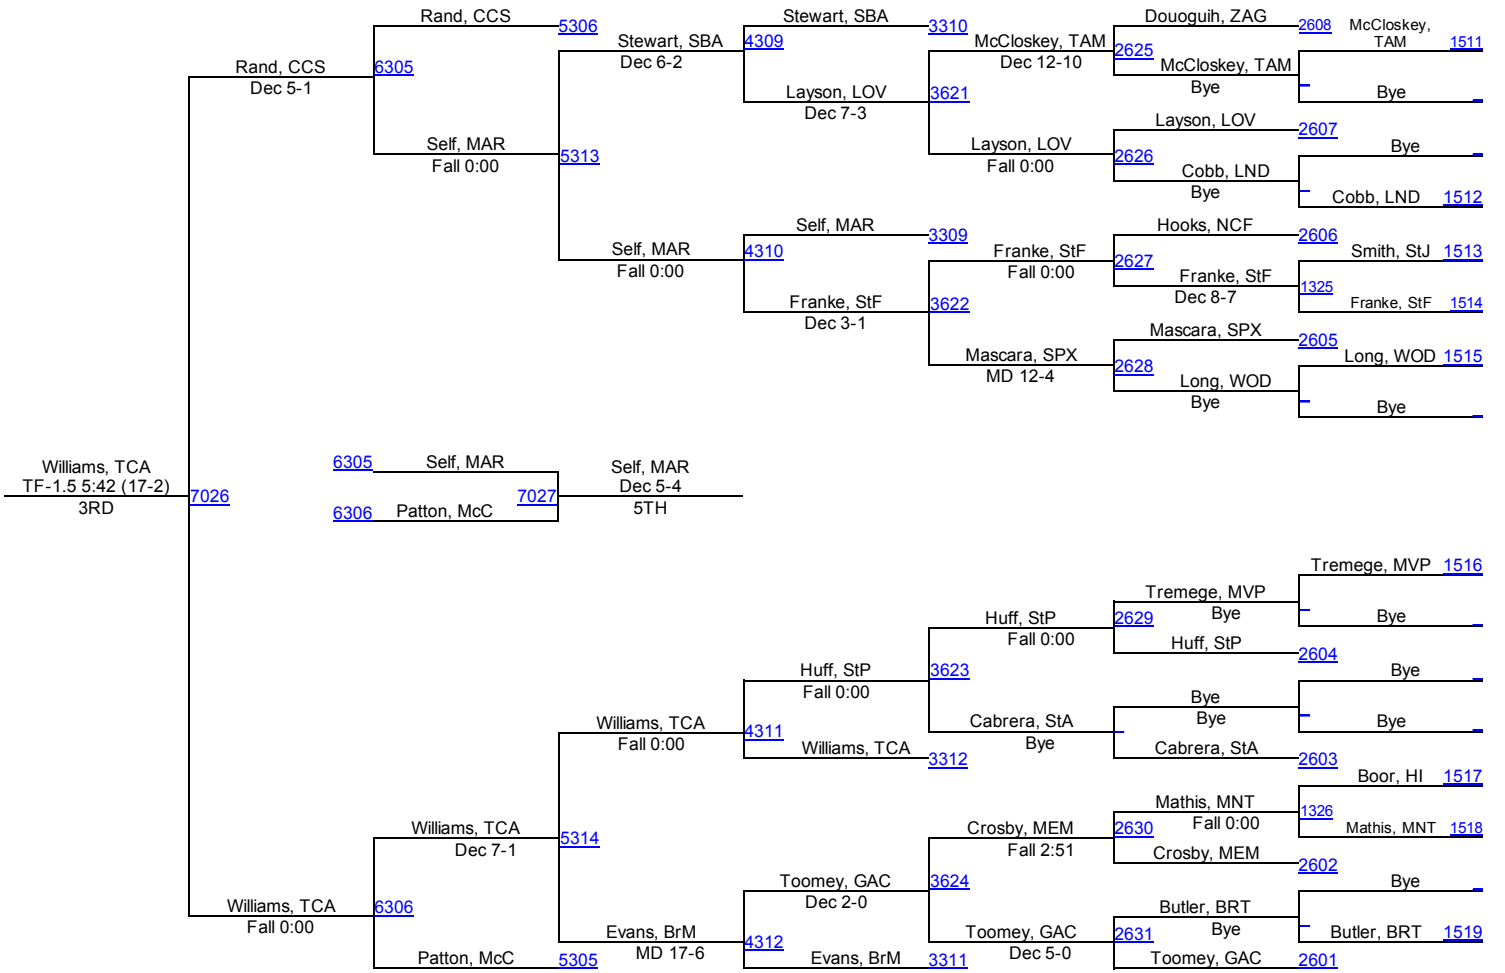 Rand, CCS 5306 Stewart, SBA 3310 Douoguih, ZAG 2608 McCloskey,
Stewart, SBA 4309 McCloskey, TAM 2625 TAM 1511
Rand, CCS 6305 Dec 6-2 Dec 12-10 McCloskey, TAM
Dec 5-1 Layson, LOV 3621 Bye Bye
Dec 7-3 Layson, LOV 2607
Self, MAR 5313 Layson, LOV 2626 Bye
Fall 0:00 Fall 0:00 Cobb, LND
Bye Cobb, LND 1512
Self, MAR 3309 Hooks, NCF 2606
Self, MAR 4310 Franke, StF 2627 Smith, StJ 1513
Fall 0:00 Fall 0:00 Franke, StF 1325
Franke, StF 3622 Dec 8-7 Franke, StF 1514
Dec 3-1 Mascara, SPX 2605
Mascara, SPX 2628 Long, WOD 1515
MD 12-4 Long, WOD
Bye Bye
Williams, TCA 6305 Self, MAR Self, MAR
TF-1.5 5:42 (17-2) 7026 7027 Dec 5-4
3RD 6306 Patton, McC 5TH
Tremege, MVP 1516
Tremege, MVP
Huff, StP 2629 Bye Bye
Fall 0:00 Huff, StP 2604
Huff, StP 3623 Bye
Fall 0:00 Bye
Williams, TCA 4311 Cabrera, StA Bye Bye
Fall 0:00 Williams, TCA 3312 Bye Cabrera, StA 2603
Boor, HI 1517
Mathis, MNT 1326
Williams, TCA 5314 Crosby, MEM 2630 Fall 0:00 Mathis, MNT 1518
Dec 7-1 Fall 2:51 Crosby, MEM 2602
Toomey, GAC 3624 Bye
Williams, TCA 6306 Dec 2-0 Butler, BRT
Fall 0:00 Evans, BrM 4312 Toomey, GAC 2631 Bye Butler, BRT 1519
MD 17-6 Dec 5-0
Patton, McC 5305 Evans, BrM 3311 Toomey, GAC 2601